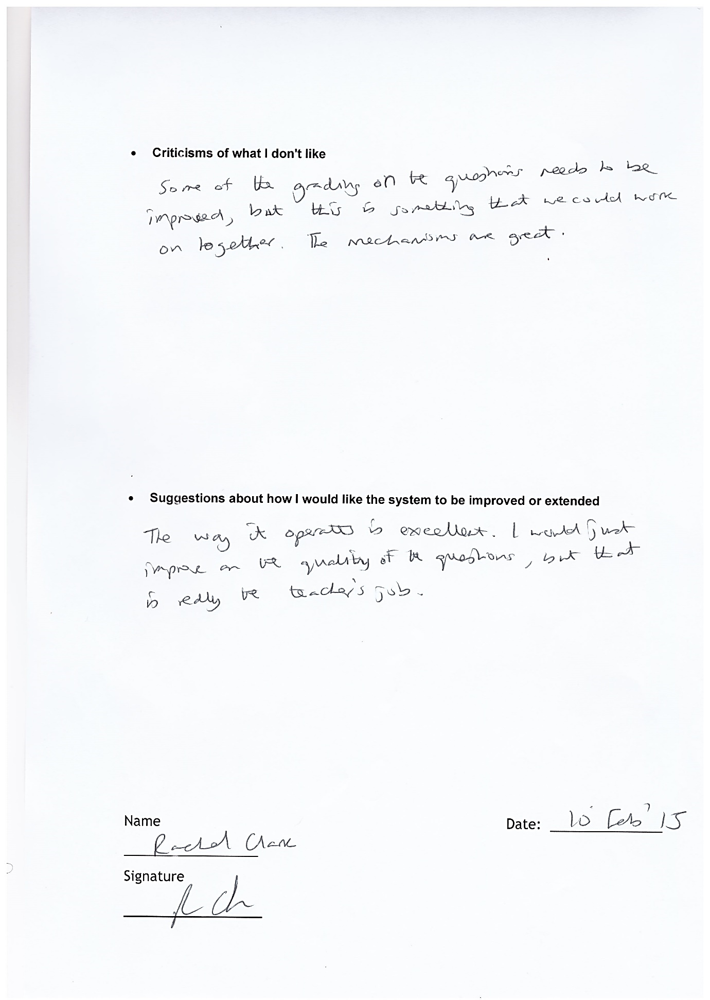 • Criticisms of what I don't like
Some of the grading on the questions needs to be
improved, but this is something that we could work
on together. The mechanisms are great.
• Suggestions about how I would like the system to be improved or extended
The way it operates is excellent. I would just
improve on the quality of the questions, but that
is really the teacher's job.
Name
Date: 10 Feb '15
Rachel Clark
Signature
R Ch